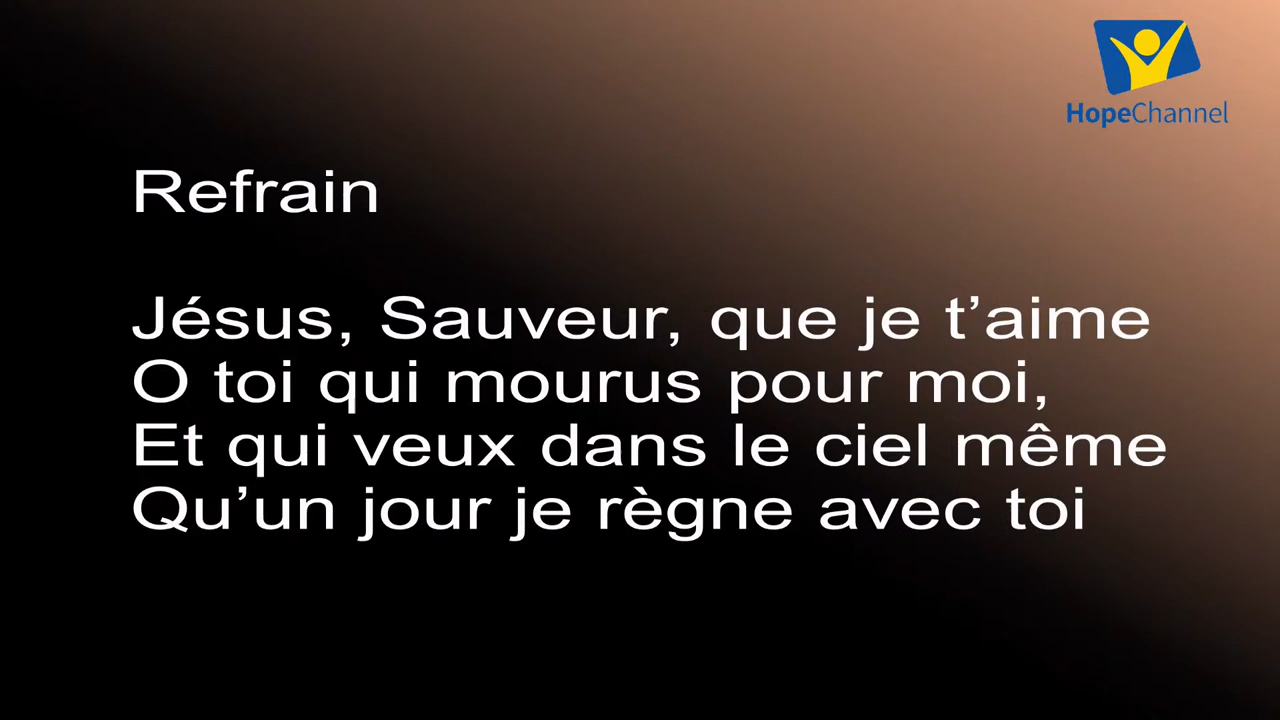 HopeChannel
Refrain
Jésus, Sauveur, que je t’aime
O toi qui mourus pour moi,
Et qui veux dans le ciel même
Qu’un jour je règne avec toi